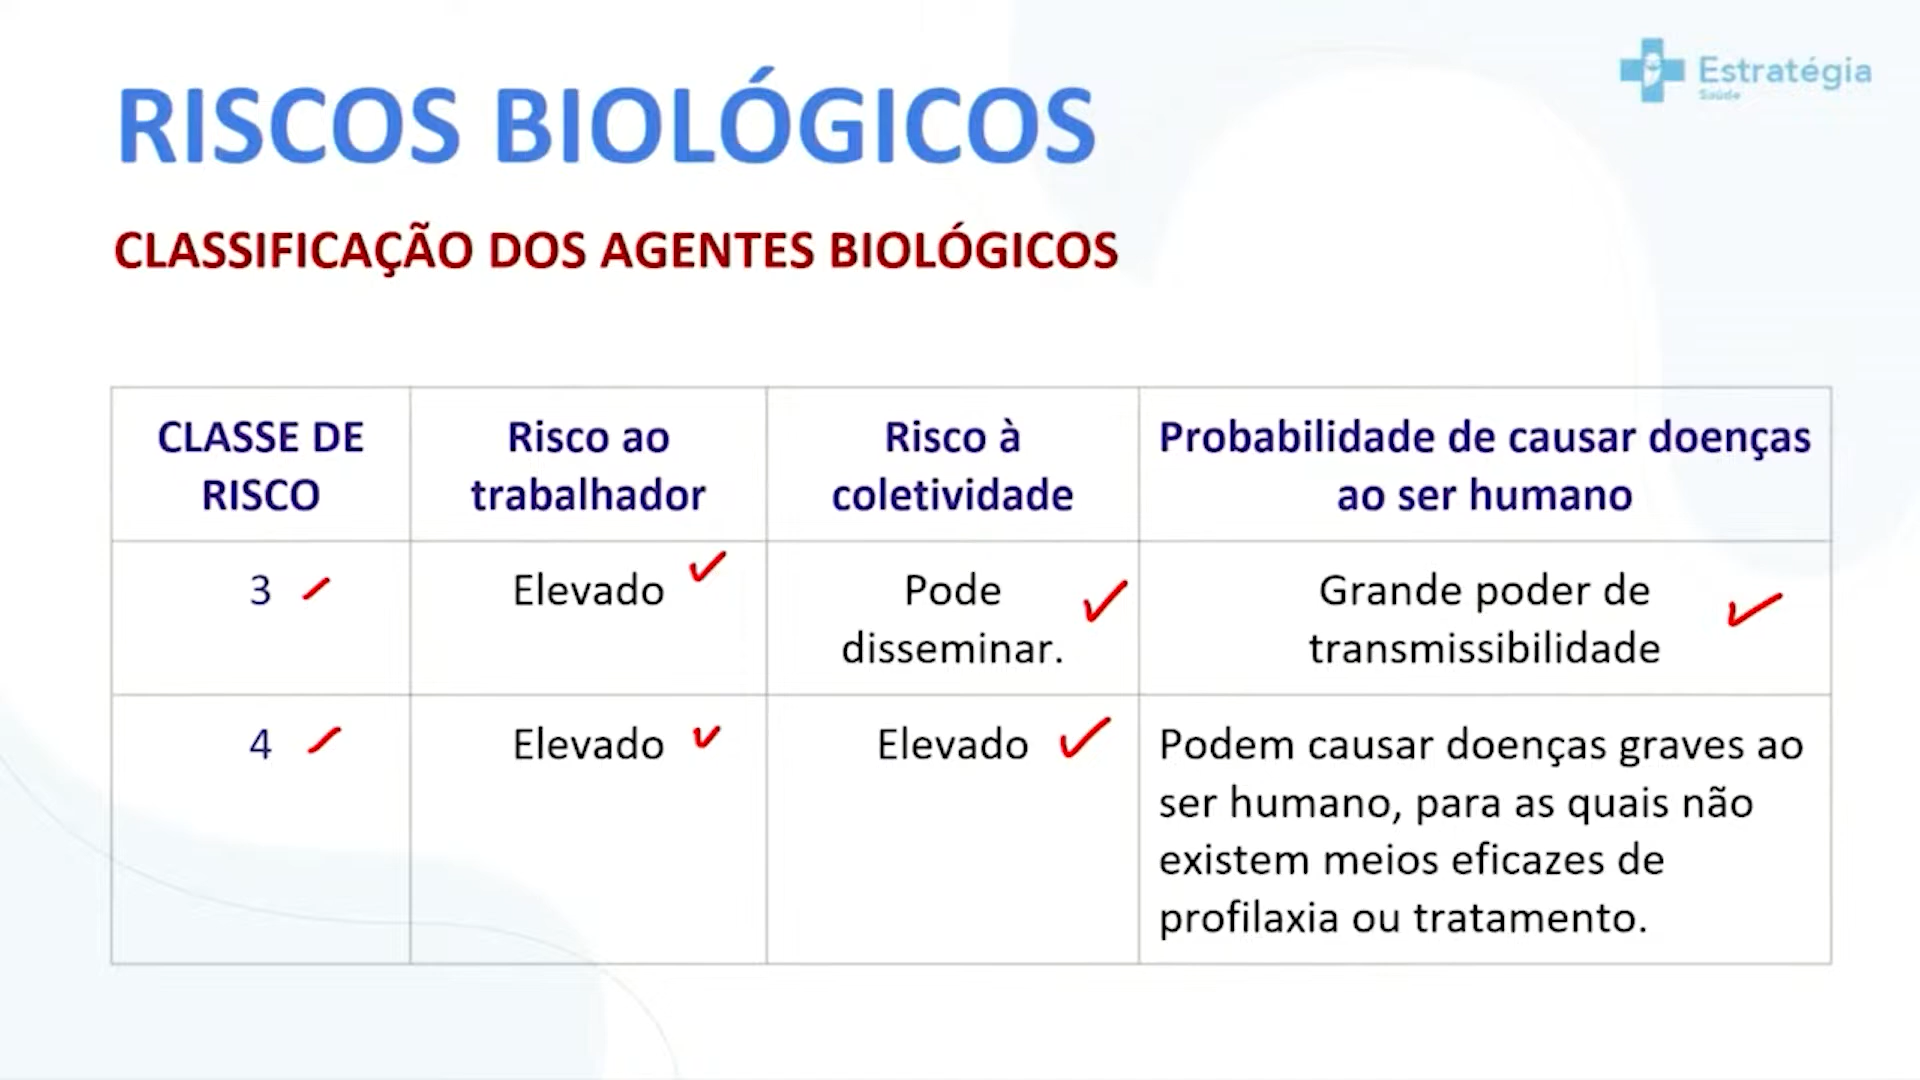 Estratégia
Saúde
RISCOS BIOLÓGICOS
CLASSIFICAÇÃO DOS AGENTES BIOLÓGICOS
CLASSE DE
RISCO
Risco ao
trabalhador
Risco à
coletividade
Probabilidade de causar doenças
ao ser humano
3
Elevado
Pode
disseminar.
Grande poder de
transmissibilidade
4
Elevado
Elevado
Podem causar doenças graves ao
ser humano, para as quais não
existem meios eficazes de
profilaxia ou tratamento.